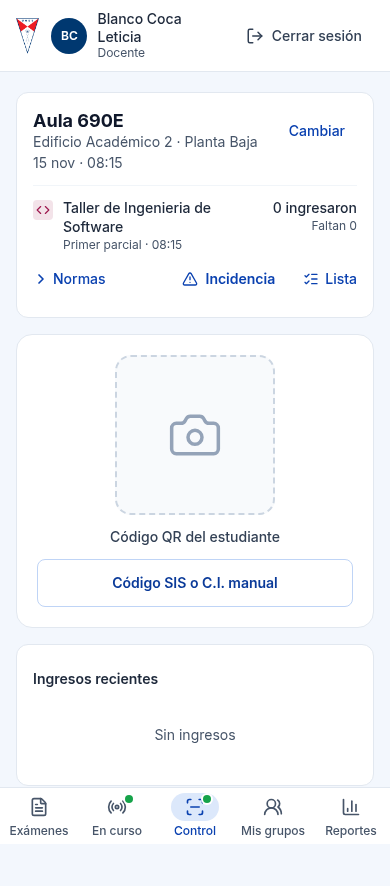 Blanco Coca
Leticia
BC
Docente
Cerrar sesión
Aula 690E
Edificio Académico 2 · Planta Baja
15 nov · 08:15
Cambiar
Taller de Ingenieria de
Software
Primer parcial · 08:15
0 ingresaron
Faltan 0
Normas
Incidencia
Lista
Código QR del estudiante
Código SIS o C.I. manual
Ingresos recientes
Sin ingresos
Exámenes
En curso
Control
Mis grupos
Reportes